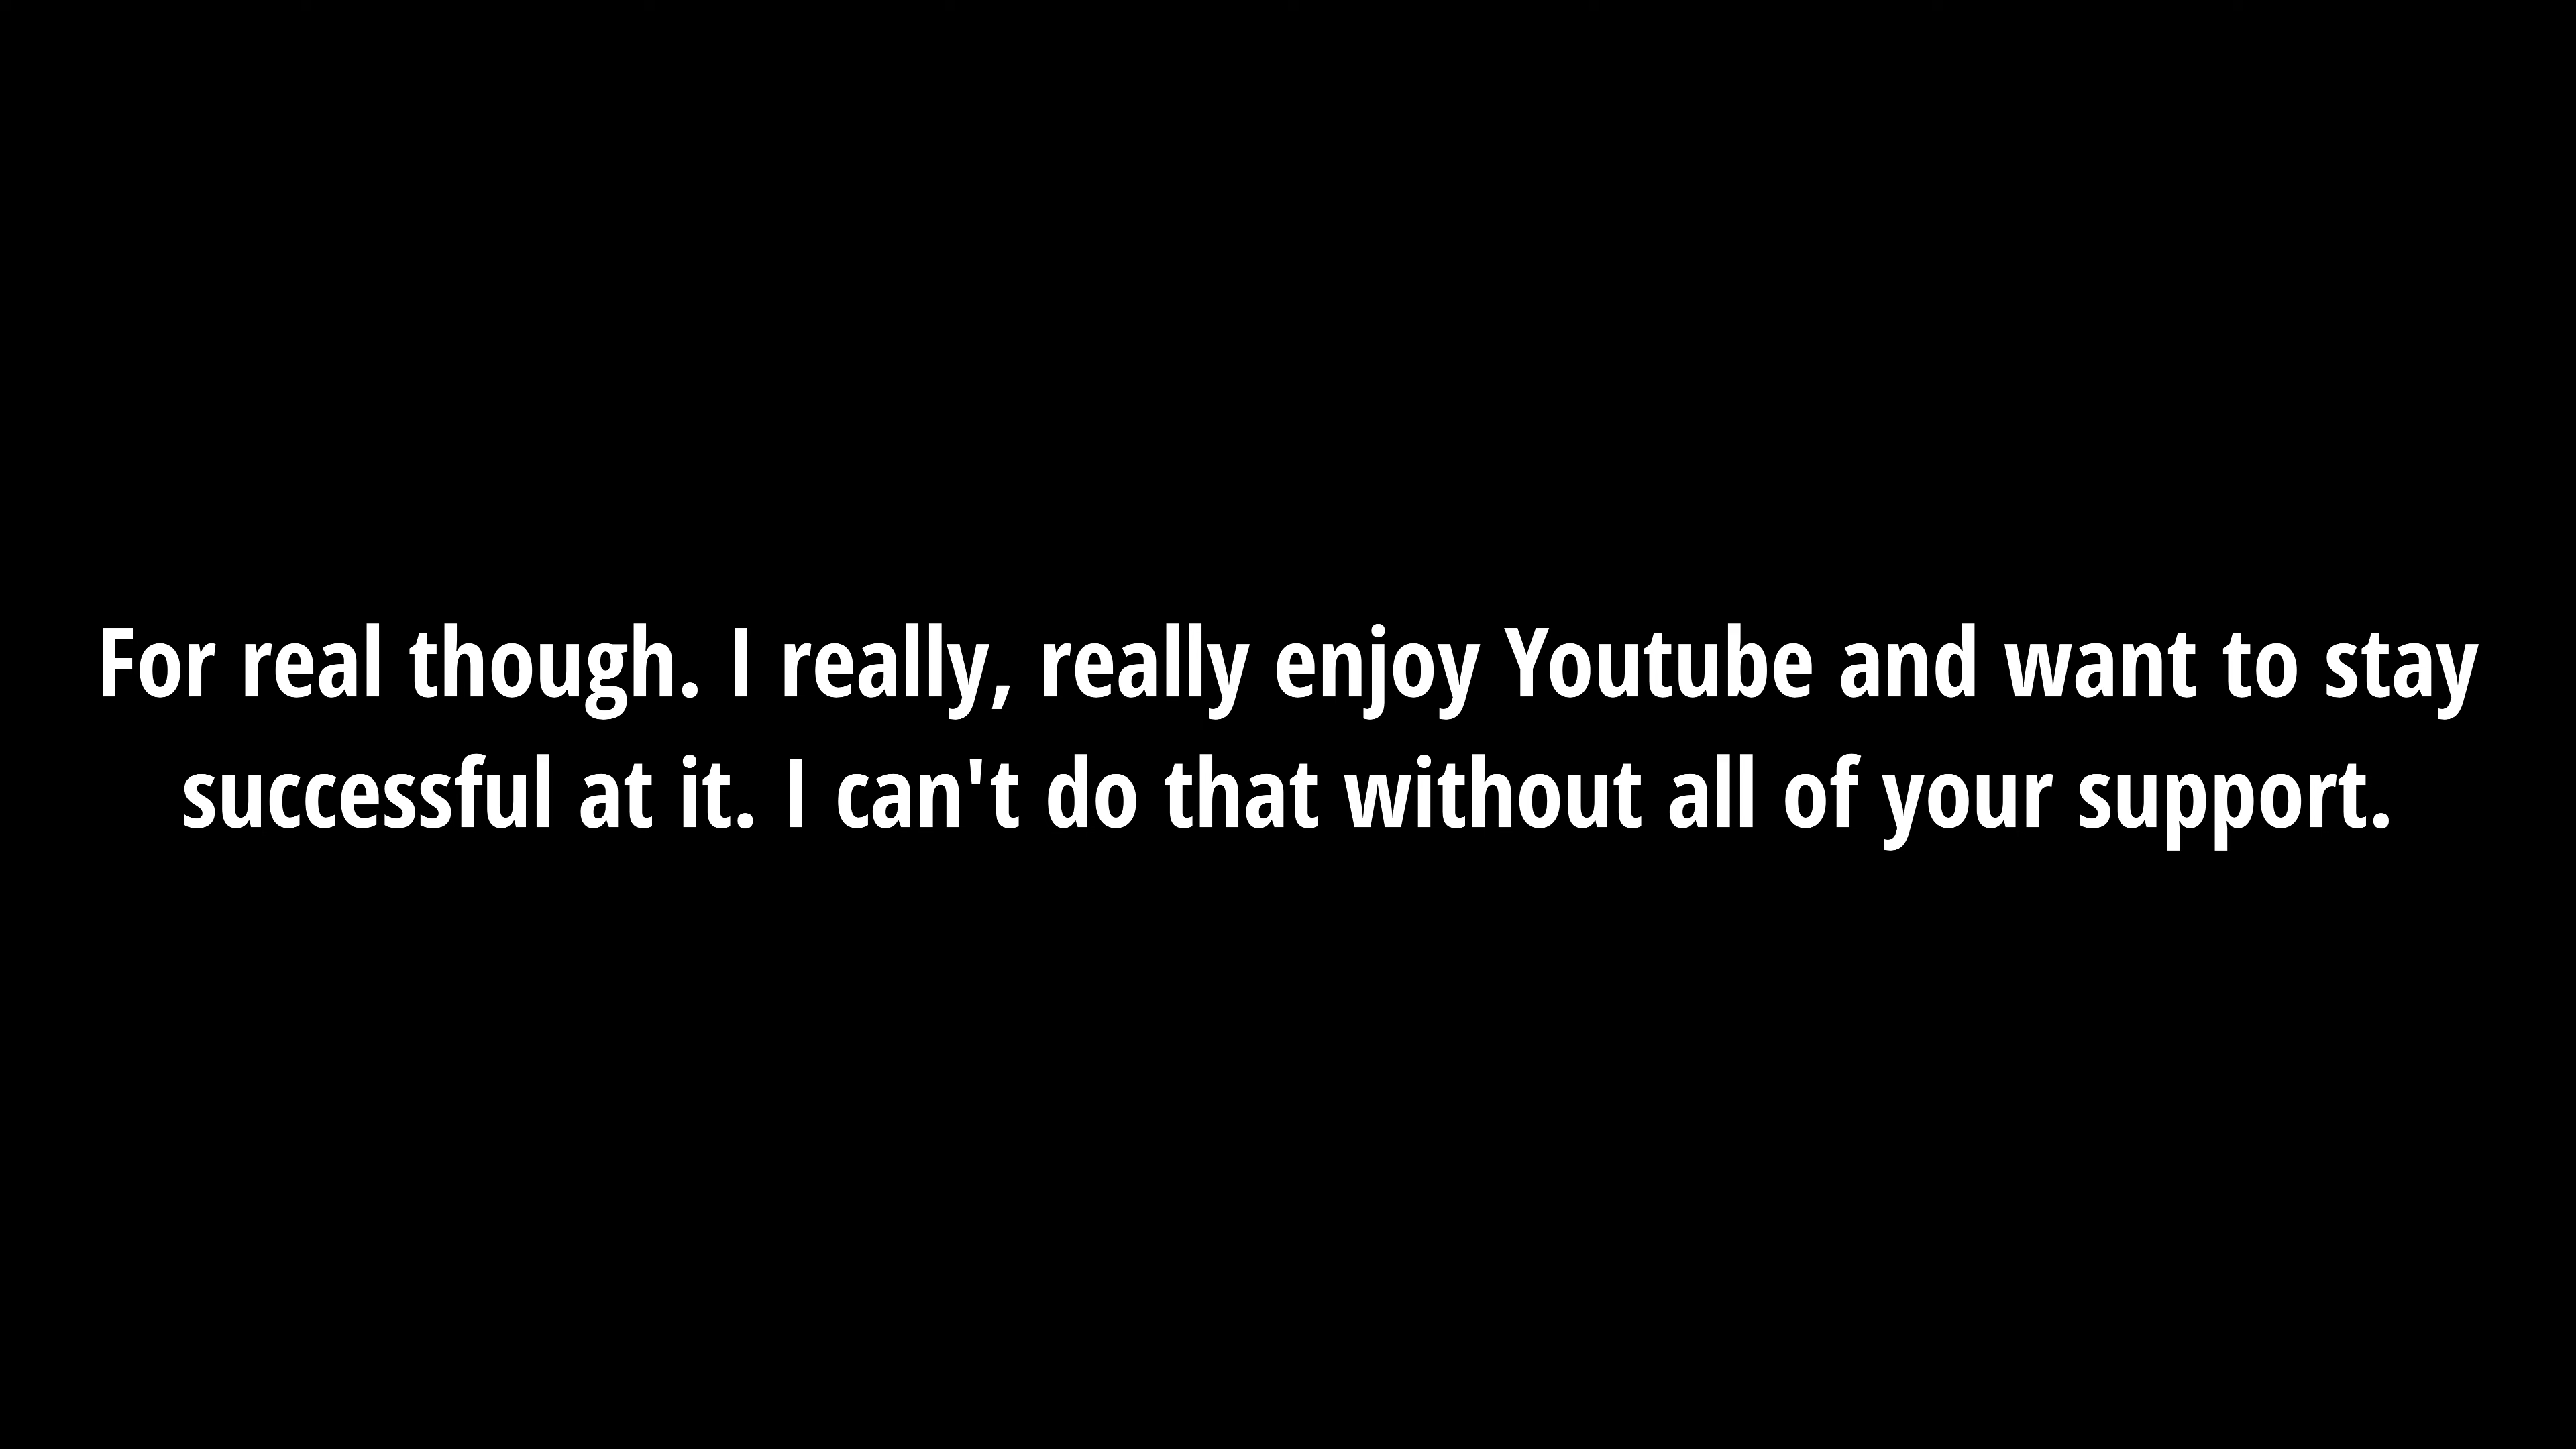 For real though. I really, really enjoy Youtube and want to stay
successful at it. I can't do that without all of your support.